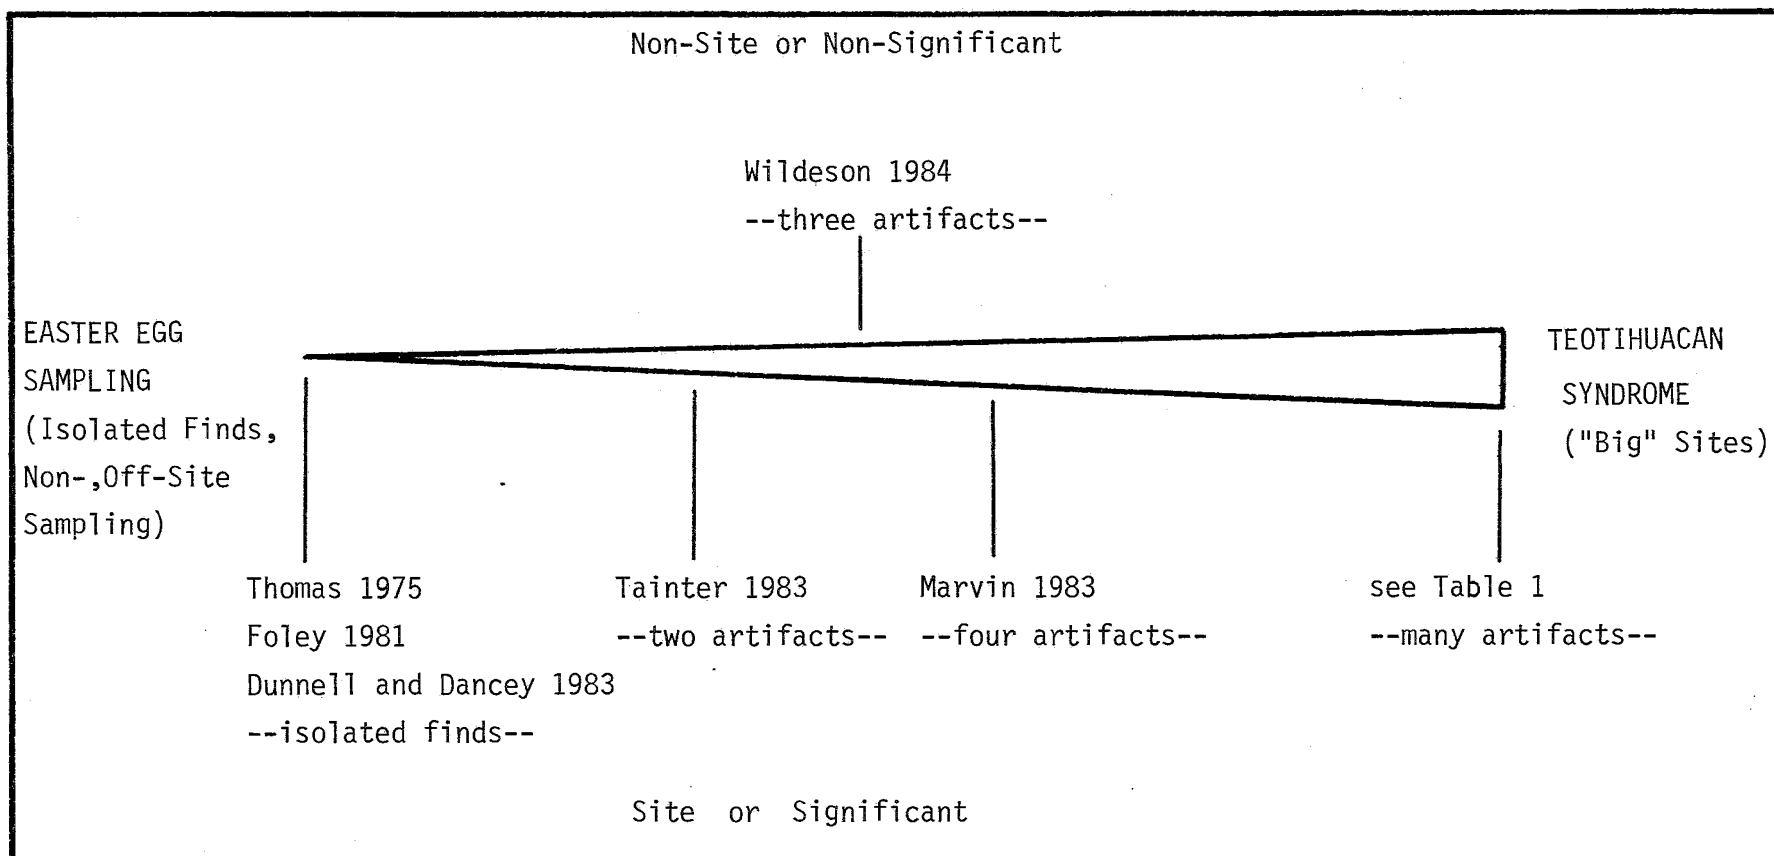 Non-Site or Non-Significant
Wildeson 1984
--three artifacts--
EASTER EGG
SAMPLING
(Isolated Finds,
Non-,Off-Site
Sampling)
TEOTIHUACAN
SYNDROME
("Big" Sites)
Thomas 1975
Foley 1981
Dunnell and Dancey 1983
--isolated finds--
Tainter 1983
--two artifacts--
Marvin 1983
--four artifacts--
see Table 1
--many artifacts--
Site or Significant